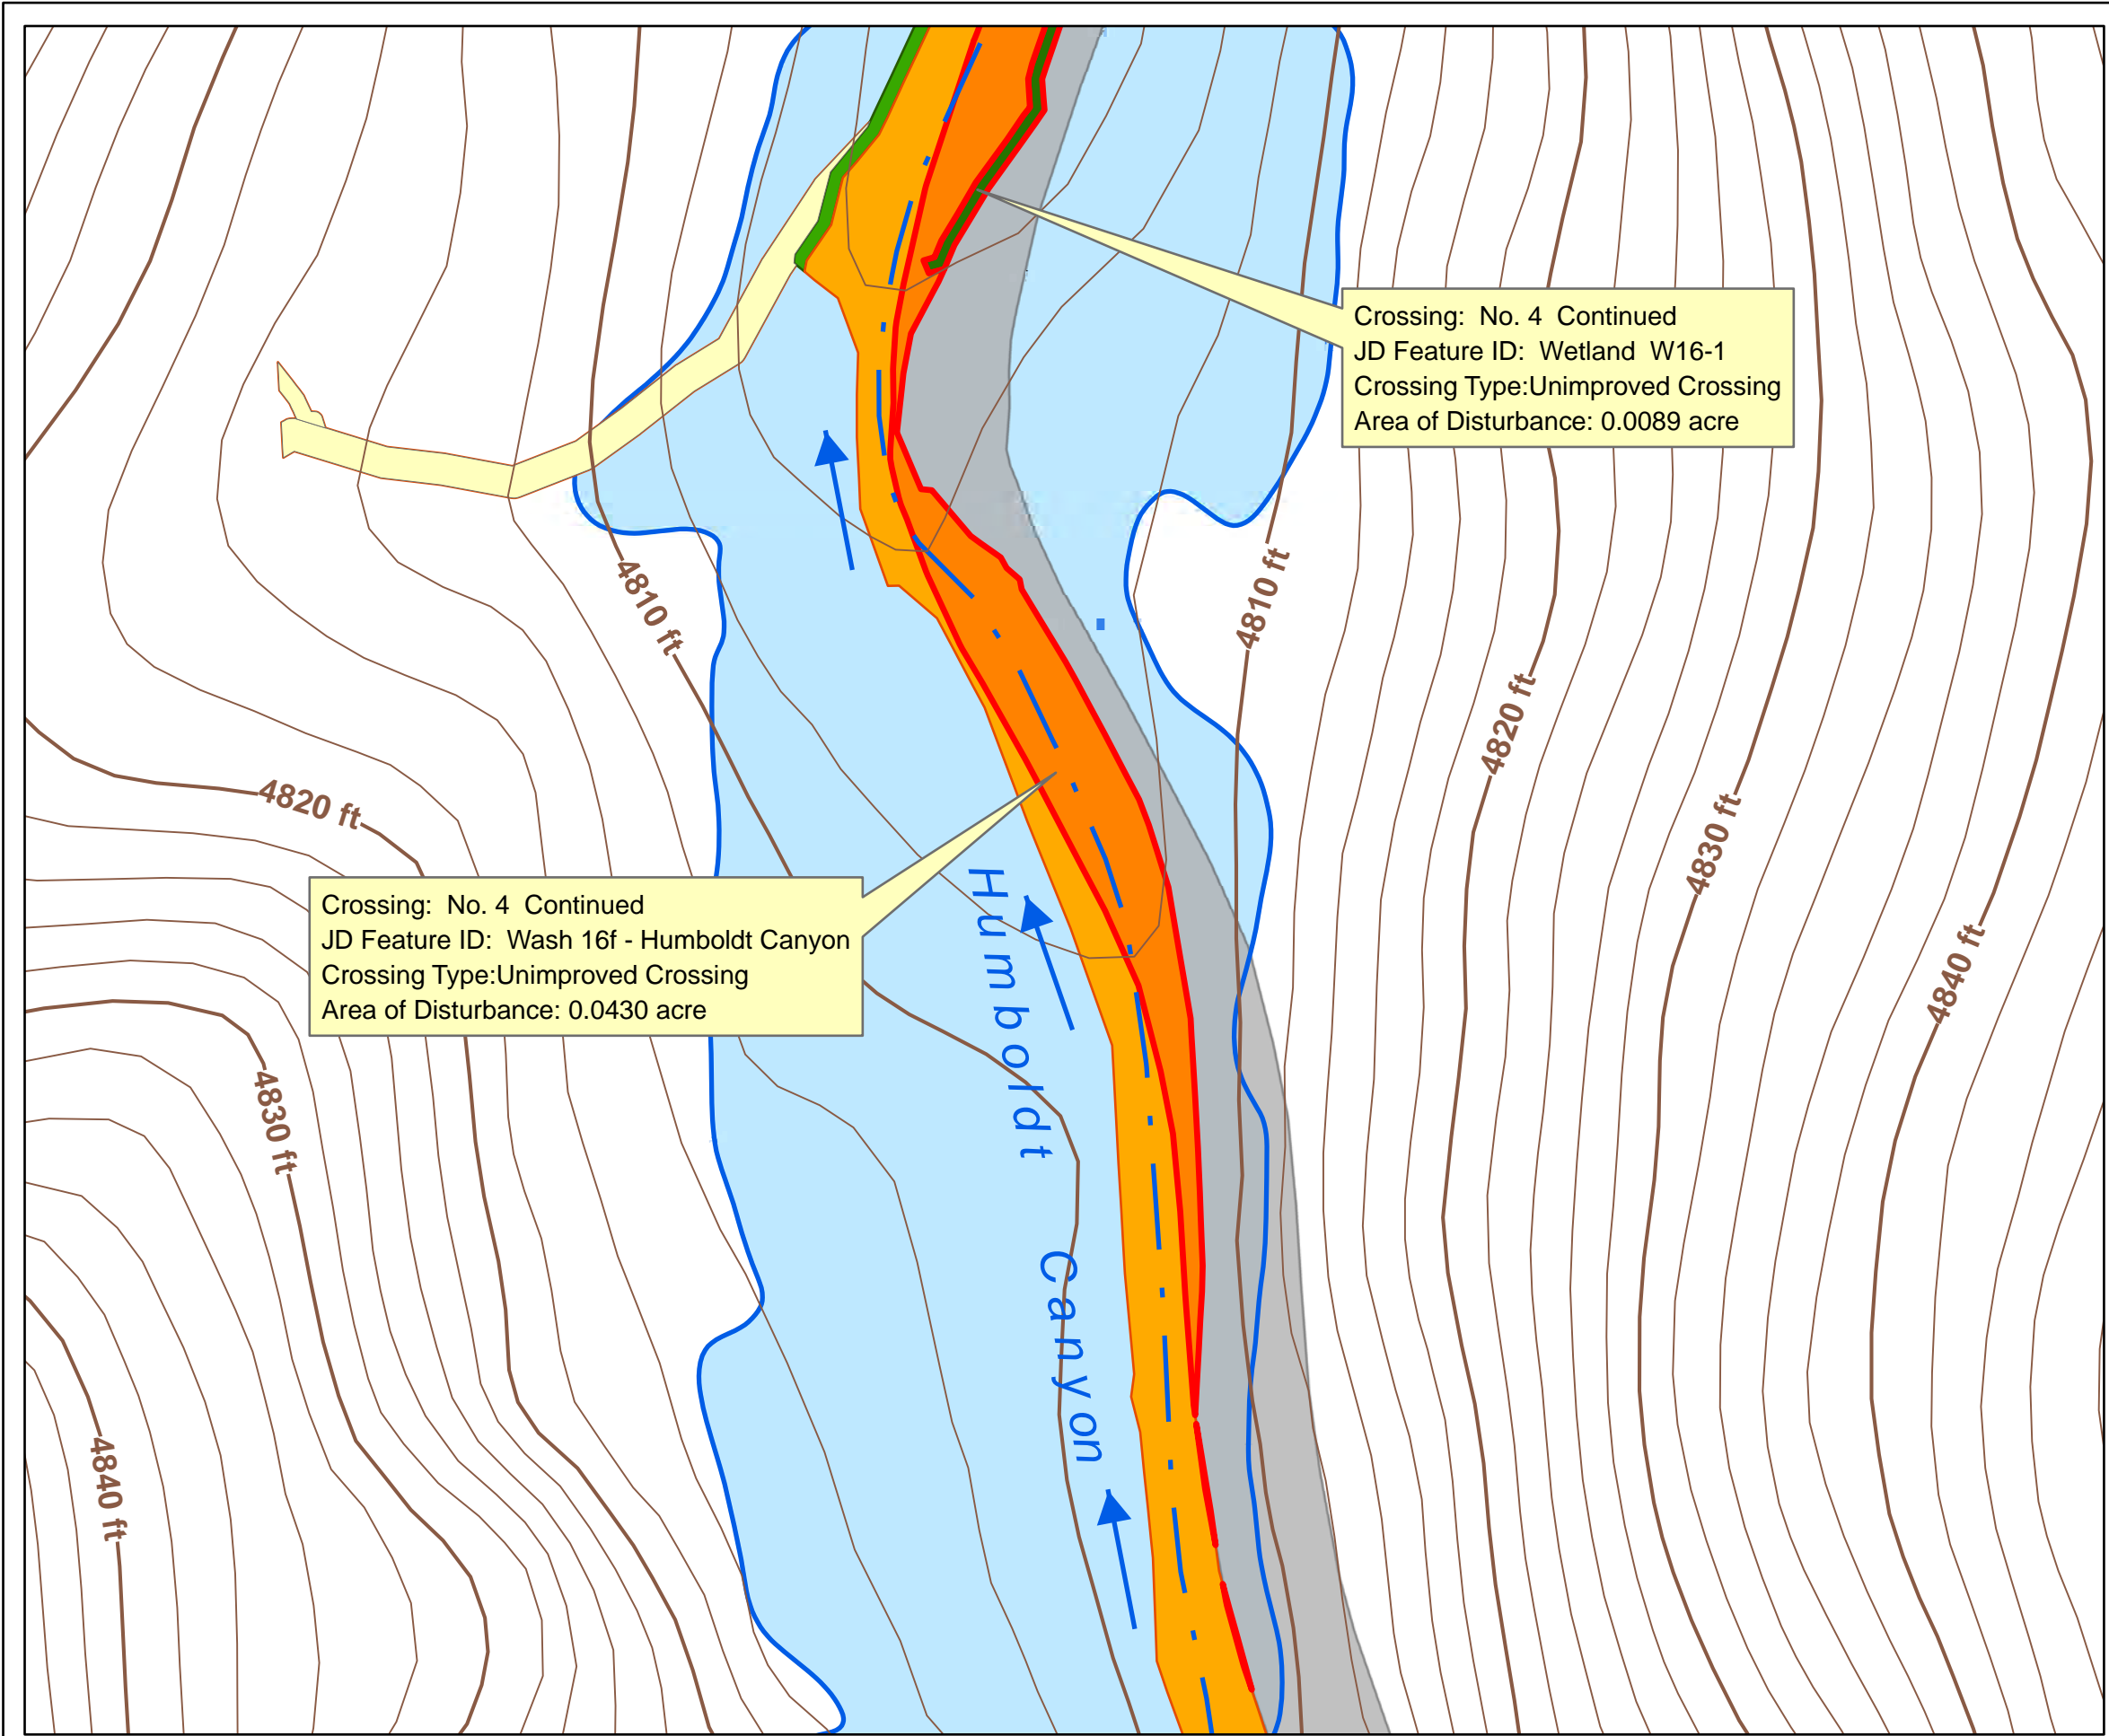 Crossing:  No. 4  Continued
JD Feature ID:  Wetland  W16-1
Crossing Type:Unimproved Crossing
Area of Disturbance: 0.0089 acre
4810 ft
4810 ft
4820 ft
4820 ft
4830 ft
Crossing:  No. 4  Continued
JD Feature ID:  Wash 16f - Humboldt Canyon
Crossing Type:Unimproved Crossing
Area of Disturbance: 0.0430 acre
Humboldt Canyon
4840 ft
4830 ft
4840 ft